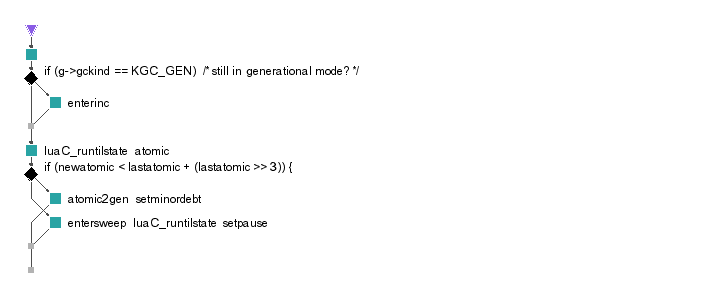 if (g->gckind == KGC_GEN)  /* still in generational mode? */
enterinc
luaC_runtilstate  atomic
if (newatomic < lastatomic + (lastatomic >> 3)) {
atomic2gen  setminordebt
entersweep  luaC_runtilstate  setpause